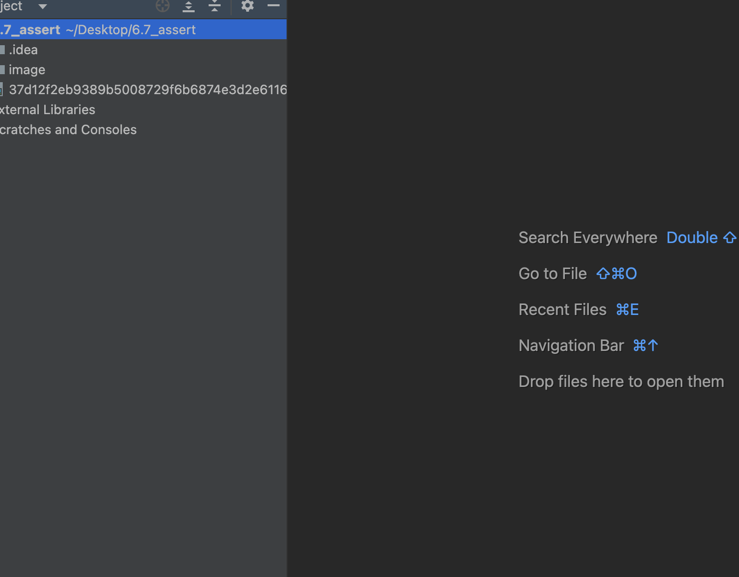 ject
.7_assert ~/Desktop/6.7_assert
.idea
image
37d12f2eb9389b5008729f6b6874e3d2e6116
xternal Libraries
cratches and Consoles
Search Everywhere Double ⇧
Go to File ⇧⌘O
Recent Files ⌘E
Navigation Bar ⌘↑
Drop files here to open them